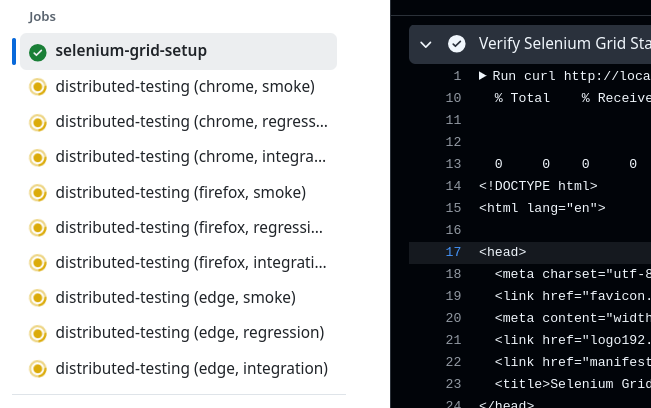 Jobs
selenium-grid-setup
distributed-testing (chrome, smoke)
distributed-testing (chrome, regress...
distributed-testing (chrome, integra...
distributed-testing (firefox, smoke)
distributed-testing (firefox, regressi...
distributed-testing (firefox, integrati...
distributed-testing (edge, smoke)
distributed-testing (edge, regression)
distributed-testing (edge, integration)
Verify Selenium Grid Sta
1 Run curl http://loca
10 % Total % Receive
11
12
13 0 0 0 0
14 <!DOCTYPE html>
15 <html lang="en">
16
17 <head>
18 <meta charset="utf-8
19 <link href="favicon.
20 <meta content="width
21 <link href="logo192.
22 <link href="manifest
23 <title>Selenium Grid
24 </head>